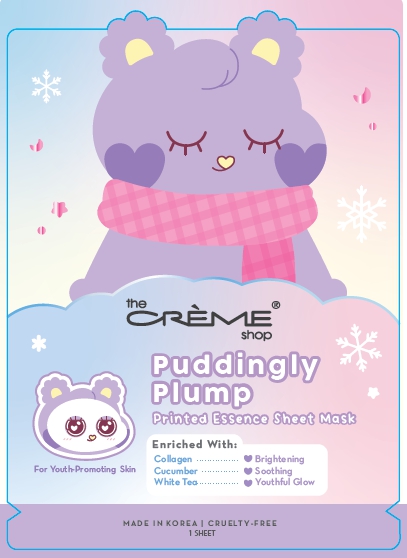 the
CRÈME®
shop
Puddingly
Plump
Printed Essence Sheet Mask
Enriched With:
Collagen ............ ♥ Brightening
Cucumber .......... ♥ Soothing
White Tea ........... ♥ Youthful Glow
For Youth-Promoting Skin
MADE IN KOREA | CRUELTY-FREE
1 SHEET